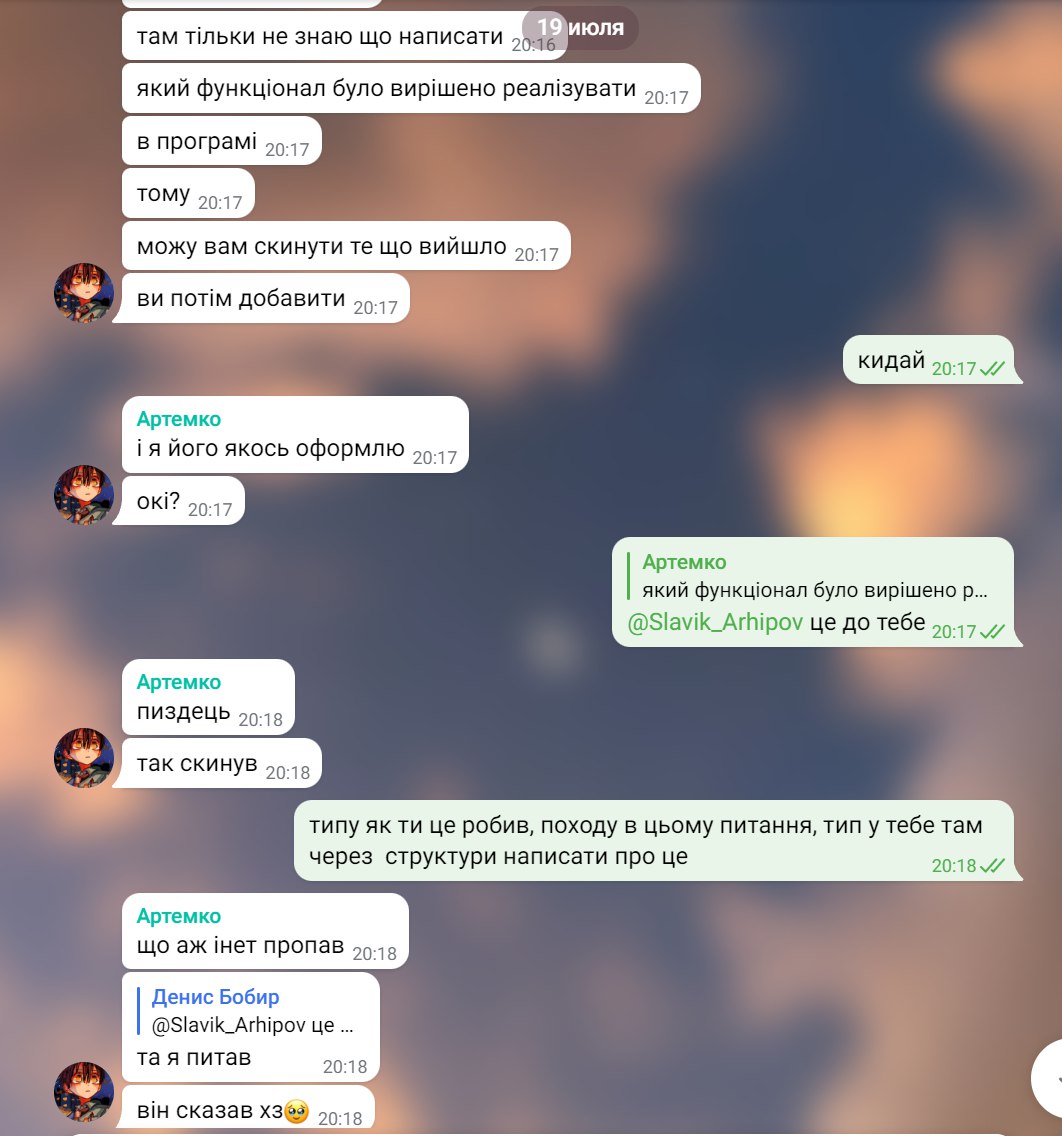 19 июля
там тільки не знаю що написати 20:16
який функціонал було вирішено реалізувати 20:17
в програмі 20:17
тому 20:17
можу вам скинути те що вийшло 20:17
ви потім добавити 20:17
кидай 20:17
Артемко
і я його якось оформлю 20:17
окі? 20:17
Артемко
який функціонал було вирішено р...
@Slavik_Arhipov це до тебе 20:17
Артемко
пиздець 20:18
так скинув 20:18
типу як ти це робив, походу в цьому питання, тип у тебе там
через структури написати про це 20:18
Артемко
що аж інет пропав 20:18
Денис Бобир
@Slavik_Arhipov це ...
та я питав 20:18
він сказав хз🥹 20:18